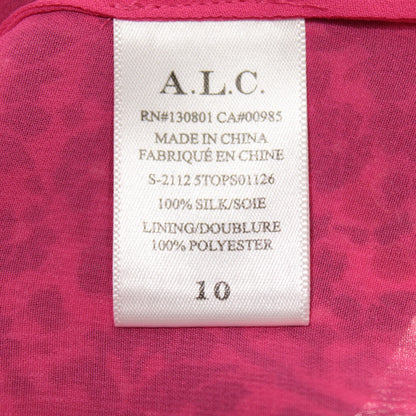 A.L.C.
RN#130801 CA#00985
MADE IN CHINA
FABRIQUÉ EN CHINE
S-2112 5TOPS01126
100% SILK/SOIE
LINING/DOUBLURE
100% POLYESTER
10